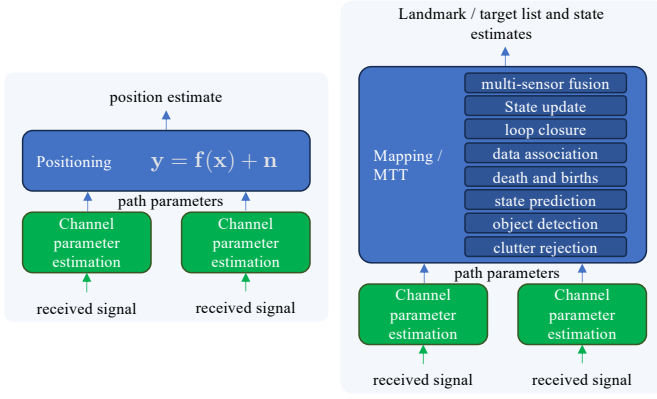 position estimate
Positioning
y = f(x) + n
path parameters
Channel
parameter
estimation
Channel
parameter
estimation
received signal
received signal
Landmark / target list and state
estimates
Mapping /
MTT
multi-sensor fusion
State update
loop closure
data association
death and births
state prediction
object detection
clutter rejection
path parameters
Channel
parameter
estimation
Channel
parameter
estimation
received signal
received signal